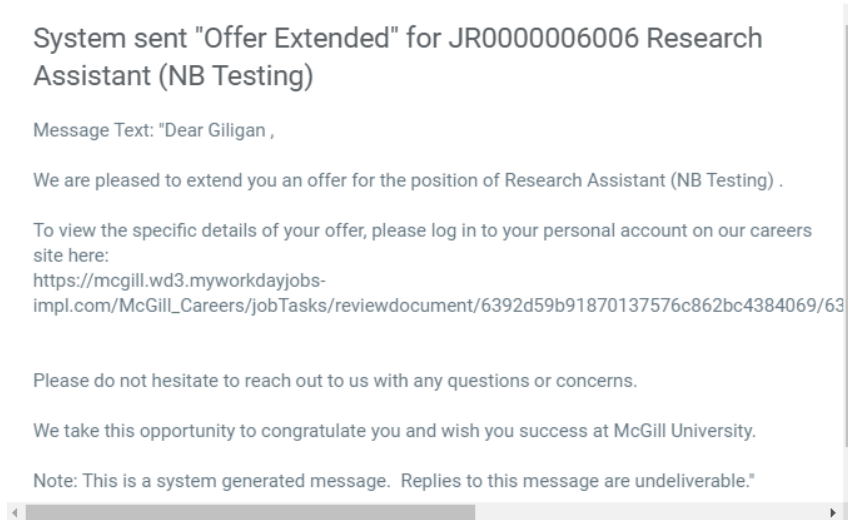 System sent "Offer Extended" for JR0000006006 Research
Assistant (NB Testing)
Message Text: "Dear Giligan ,
We are pleased to extend you an offer for the position of Research Assistant (NB Testing) .
To view the specific details of your offer, please log in to your personal account on our careers
site here:
https://mcgill.wd3.myworkdayjobs-
impl.com/McGill_Careers/jobTasks/reviewdocument/6392d59b91870137576c862bc4384069/63
Please do not hesitate to reach out to us with any questions or concerns.
We take this opportunity to congratulate you and wish you success at McGill University.
Note: This is a system generated message.  Replies to this message are undeliverable."